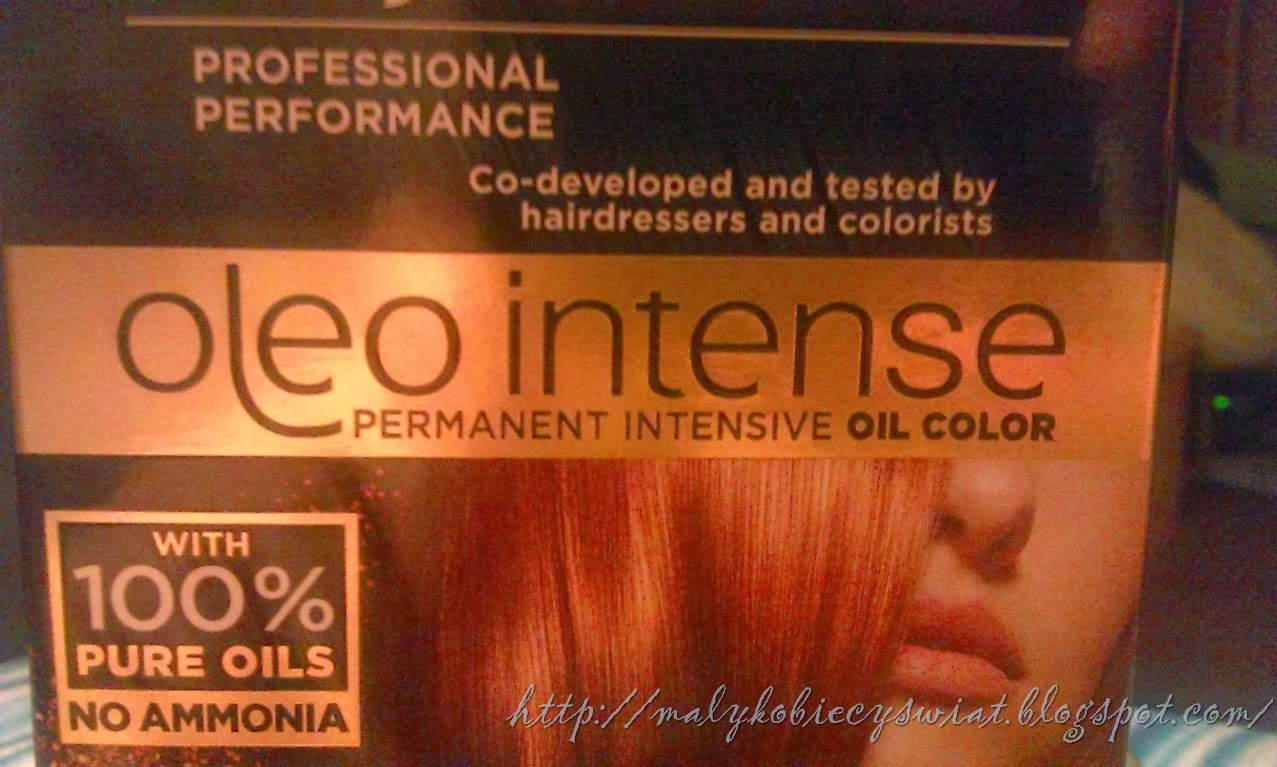 PROFESSIONAL
PERFORMANCE
Co-developed and tested by
hairdressers and colorists
oleo intense
PERMANENT INTENSIVE OIL COLOR
WITH
100%
PURE OILS
NO AMMONIA
http://malykobiecyswiat.blogspot.com/